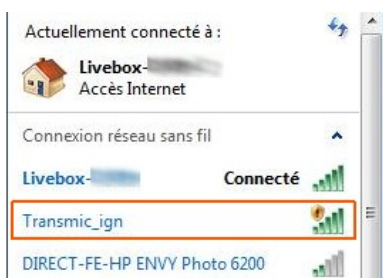 Actuellement connecté à :
Livebox-
Accès Internet
Connexion réseau sans fil
Livebox- Connecté
Transmic_ign
DIRECT-FE-HP ENVY Photo 6200